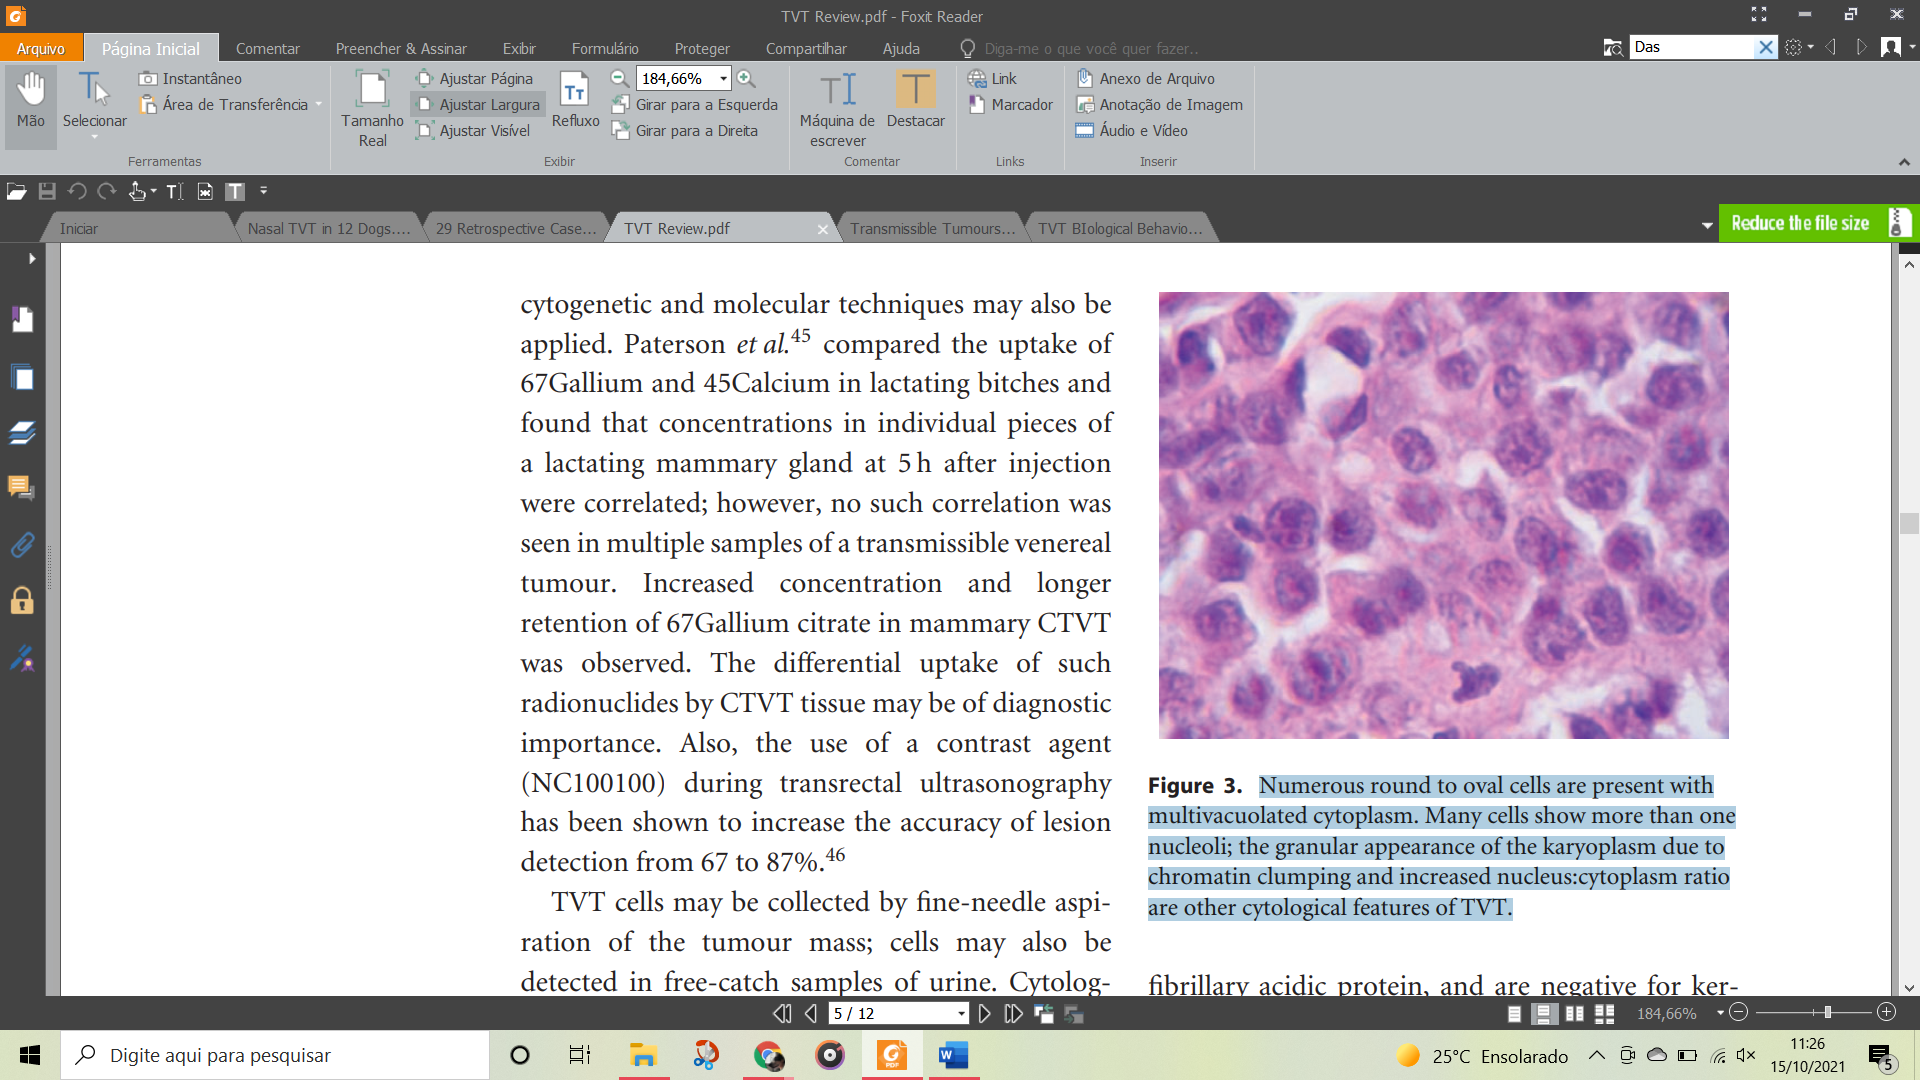 TVT Review.pdf - Foxit Reader
Arquivo
Página Inicial
Comentar
Preencher & Assinar
Exibir
Formulário
Proteger
Compartilhar
Ajuda
Diga-me o que você quer fazer..
Das
Mão
Selecionar
Instantâneo
Área de Transferência
Ferramentas
Tamanho
Real
Ajustar Página
Ajustar Largura
Ajustar Visível
Refluxo
184,66%
Girar para a Esquerda
Girar para a Direita
Exibir
Máquina de
escrever
Destacar
Comentar
Link
Marcador
Links
Anexo de Arquivo
Anotação de Imagem
Áudio e Vídeo
Inserir
Iniciar
Nasal TVT in 12 Dogs....
29 Retrospective Case...
TVT Review.pdf
Transmissible Tumours...
TVT BIological Behavio...
Reduce the file size
cytogenetic and molecular techniques may also be
applied. Paterson et al.45 compared the uptake of
67Gallium and 45Calcium in lactating bitches and
found that concentrations in individual pieces of
a lactating mammary gland at 5 h after injection
were correlated; however, no such correlation was
seen in multiple samples of a transmissible venereal
tumour. Increased concentration and longer
retention of 67Gallium citrate in mammary CTVT
was observed. The differential uptake of such
radionuclides by CTVT tissue may be of diagnostic
importance. Also, the use of a contrast agent
(NC100100) during transrectal ultrasonography
has been shown to increase the accuracy of lesion
detection from 67 to 87%.46
TVT cells may be collected by fine-needle aspi-
ration of the tumour mass; cells may also be
detected in free-catch samples of urine. Cytolog-
Figure 3. Numerous round to oval cells are present with
multivacuolated cytoplasm. Many cells show more than one
nucleoli; the granular appearance of the karyoplasm due to
chromatin clumping and increased nucleus:cytoplasm ratio
are other cytological features of TVT.
fibrillary acidic protein, and are negative for ker-
5 / 12
184,66%
Digite aqui para pesquisar
25°C Ensolarado
11:26
15/10/2021
5